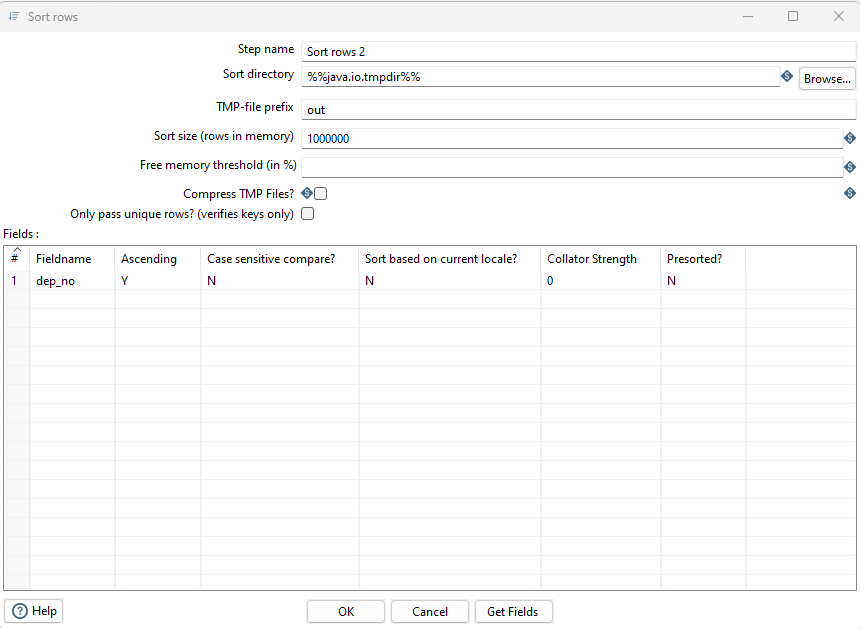 Sort rows
Step name Sort rows 2
Sort directory %%java.io.tmpdir%% Browse...
TMP-file prefix out
Sort size (rows in memory) 1000000
Free memory threshold (in %)
Compress TMP Files?
Only pass unique rows? (verifies keys only)
Fields :
# Fieldname Ascending Case sensitive compare? Sort based on current locale? Collator Strength Presorted?
1 dep_no Y N N 0 N
Help OK Cancel Get Fields